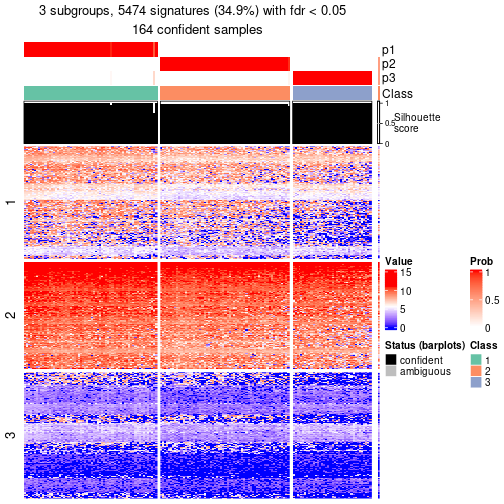 3 subgroups, 5474 signatures (34.9%) with fdr < 0.05
164 confident samples
p1
p2
p3
Class
1
0.5
0
Silhouette
score
1
2
3
Value
15
10
5
0
Prob
1
0.5
0
Status (barplots)
confident
ambiguous
Class
1
2
3